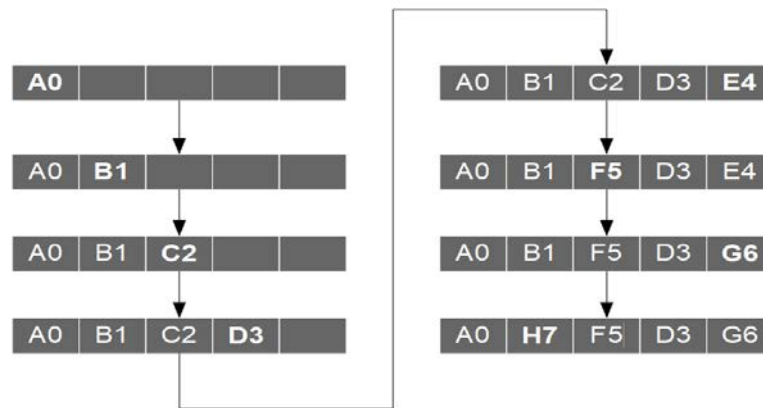 A0
A0 B1
A0 B1 C2
A0 B1 C2 D3
A0 B1 C2 D3 E4
A0 B1 F5 D3 E4
A0 B1 F5 D3 G6
A0 H7 F5 D3 G6